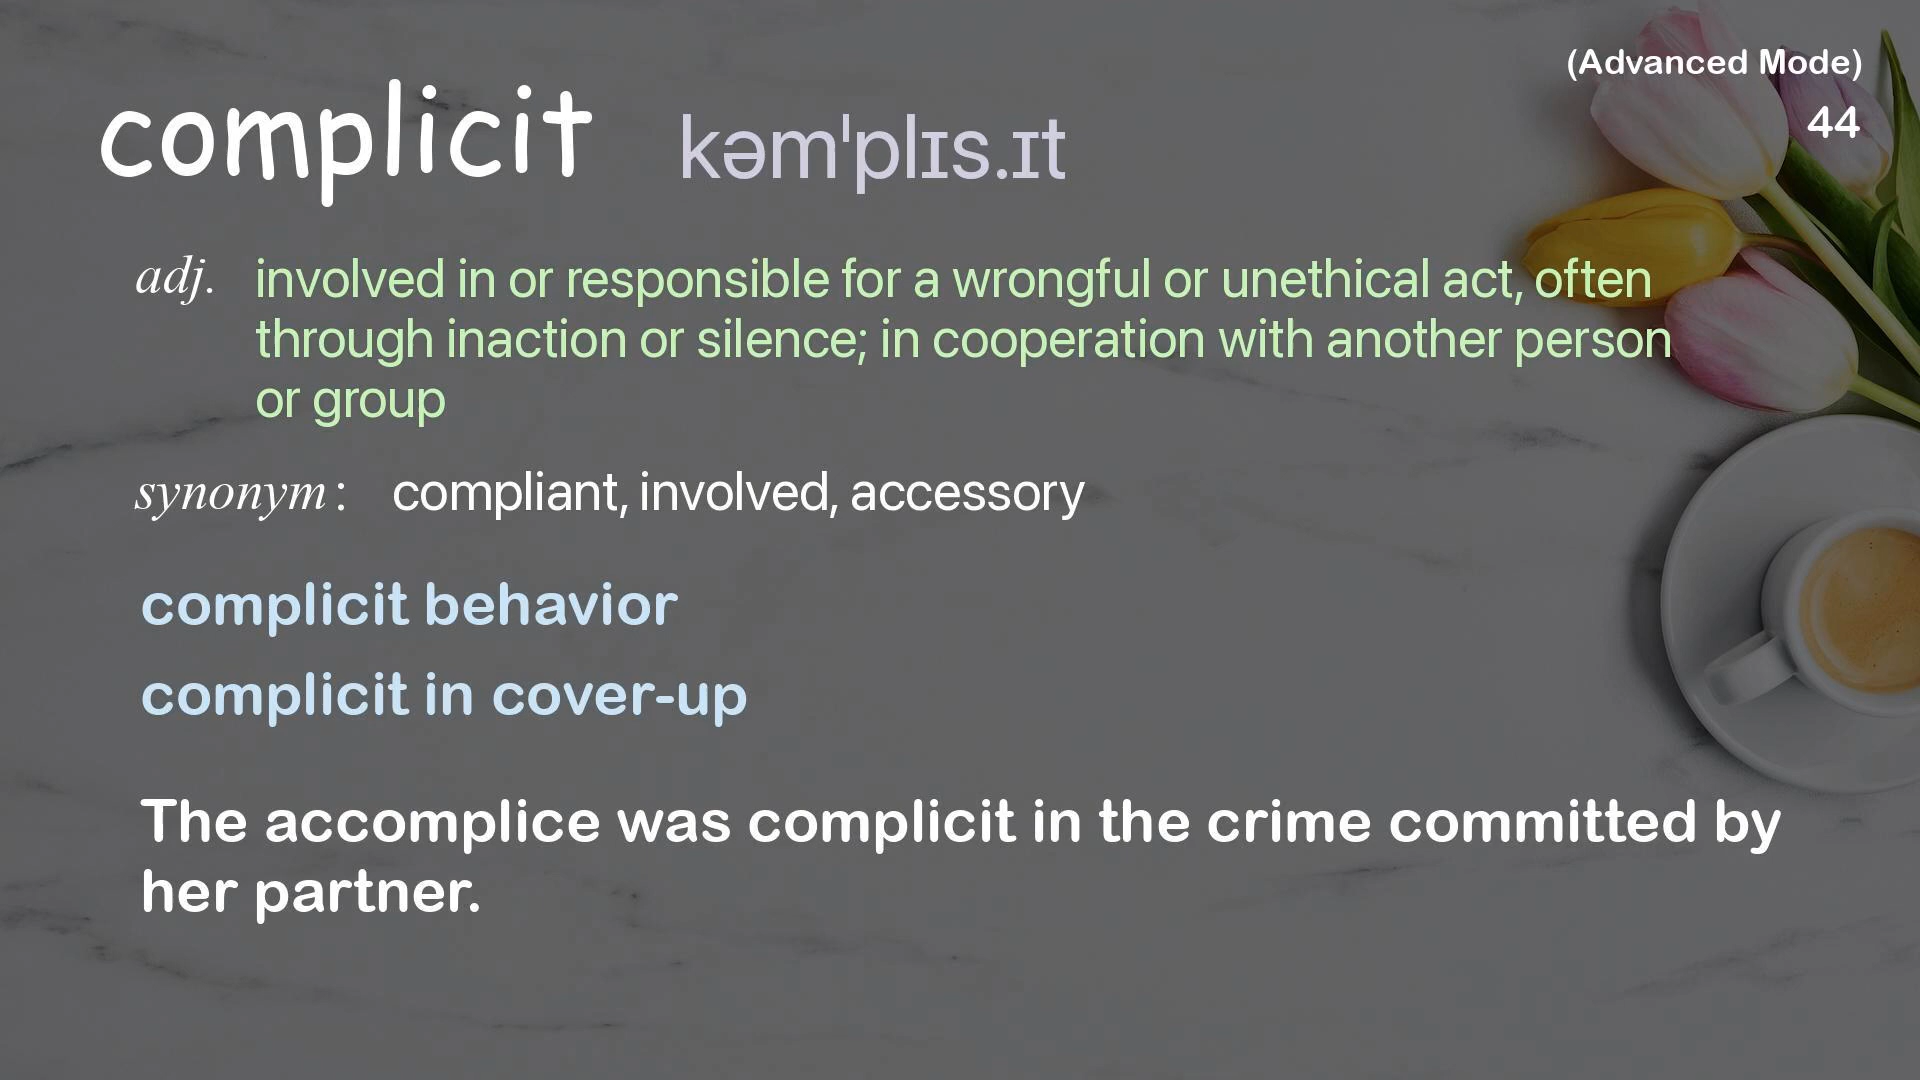 (Advanced Mode)
44
complicit kəmˈplɪs.ɪt
adj. involved in or responsible for a wrongful or unethical act, often
through inaction or silence; in cooperation with another person
or group
synonym: compliant, involved, accessory
complicit behavior
complicit in cover-up
The accomplice was complicit in the crime committed by
her partner.